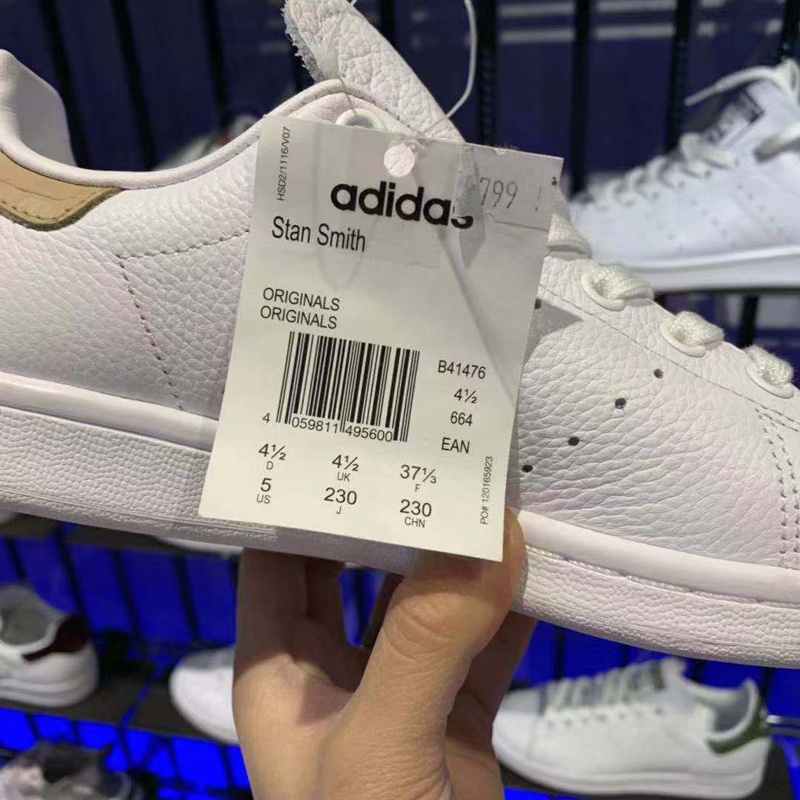 HSD2/1116/V07
adidas
799 !
Stan Smith
ORIGINALS
ORIGINALS
B41476
4½
664
EAN
4 059811 495600
4½ 4½ 37⅓
D UK F
5 230 230
US J CHN
PO# 120165923